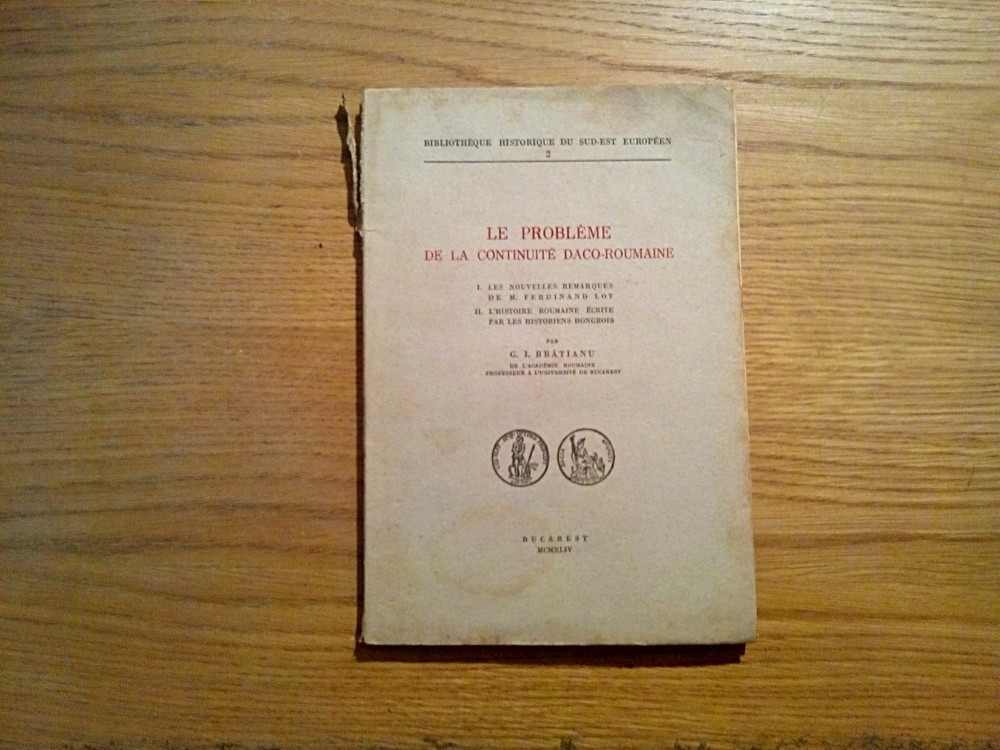 BIBLIOTHÈQUE HISTORIQUE DU SUD-EST EUROPÉEN
2
LE PROBLÈME
DE LA CONTINUITÉ DACO-ROUMAINE
I. LES NOUVELLES REMARQUES
DE M. FERDINAND LOT
II. L'HISTOIRE ROUMAINE ÉCRITE
PAR LES HISTORIENS HONGROIS
PAR
G. I. BRĂTIANU
DE L'ACADÉMIE ROUMAINE
PROFESSEUR À L'UNIVERSITÉ DE BUCAREST
BUCAREST
MCMXLIV